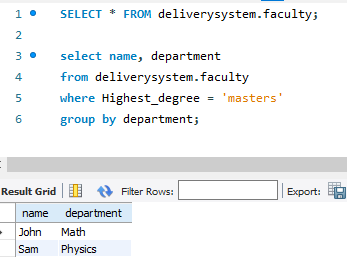 1 SELECT * FROM deliverysystem.faculty;
2
3 select name, department
4 from deliverysystem.faculty
5 where Highest_degree = 'masters'
6 group by department;
Result Grid Filter Rows: Export:
name department
John Math
Sam Physics